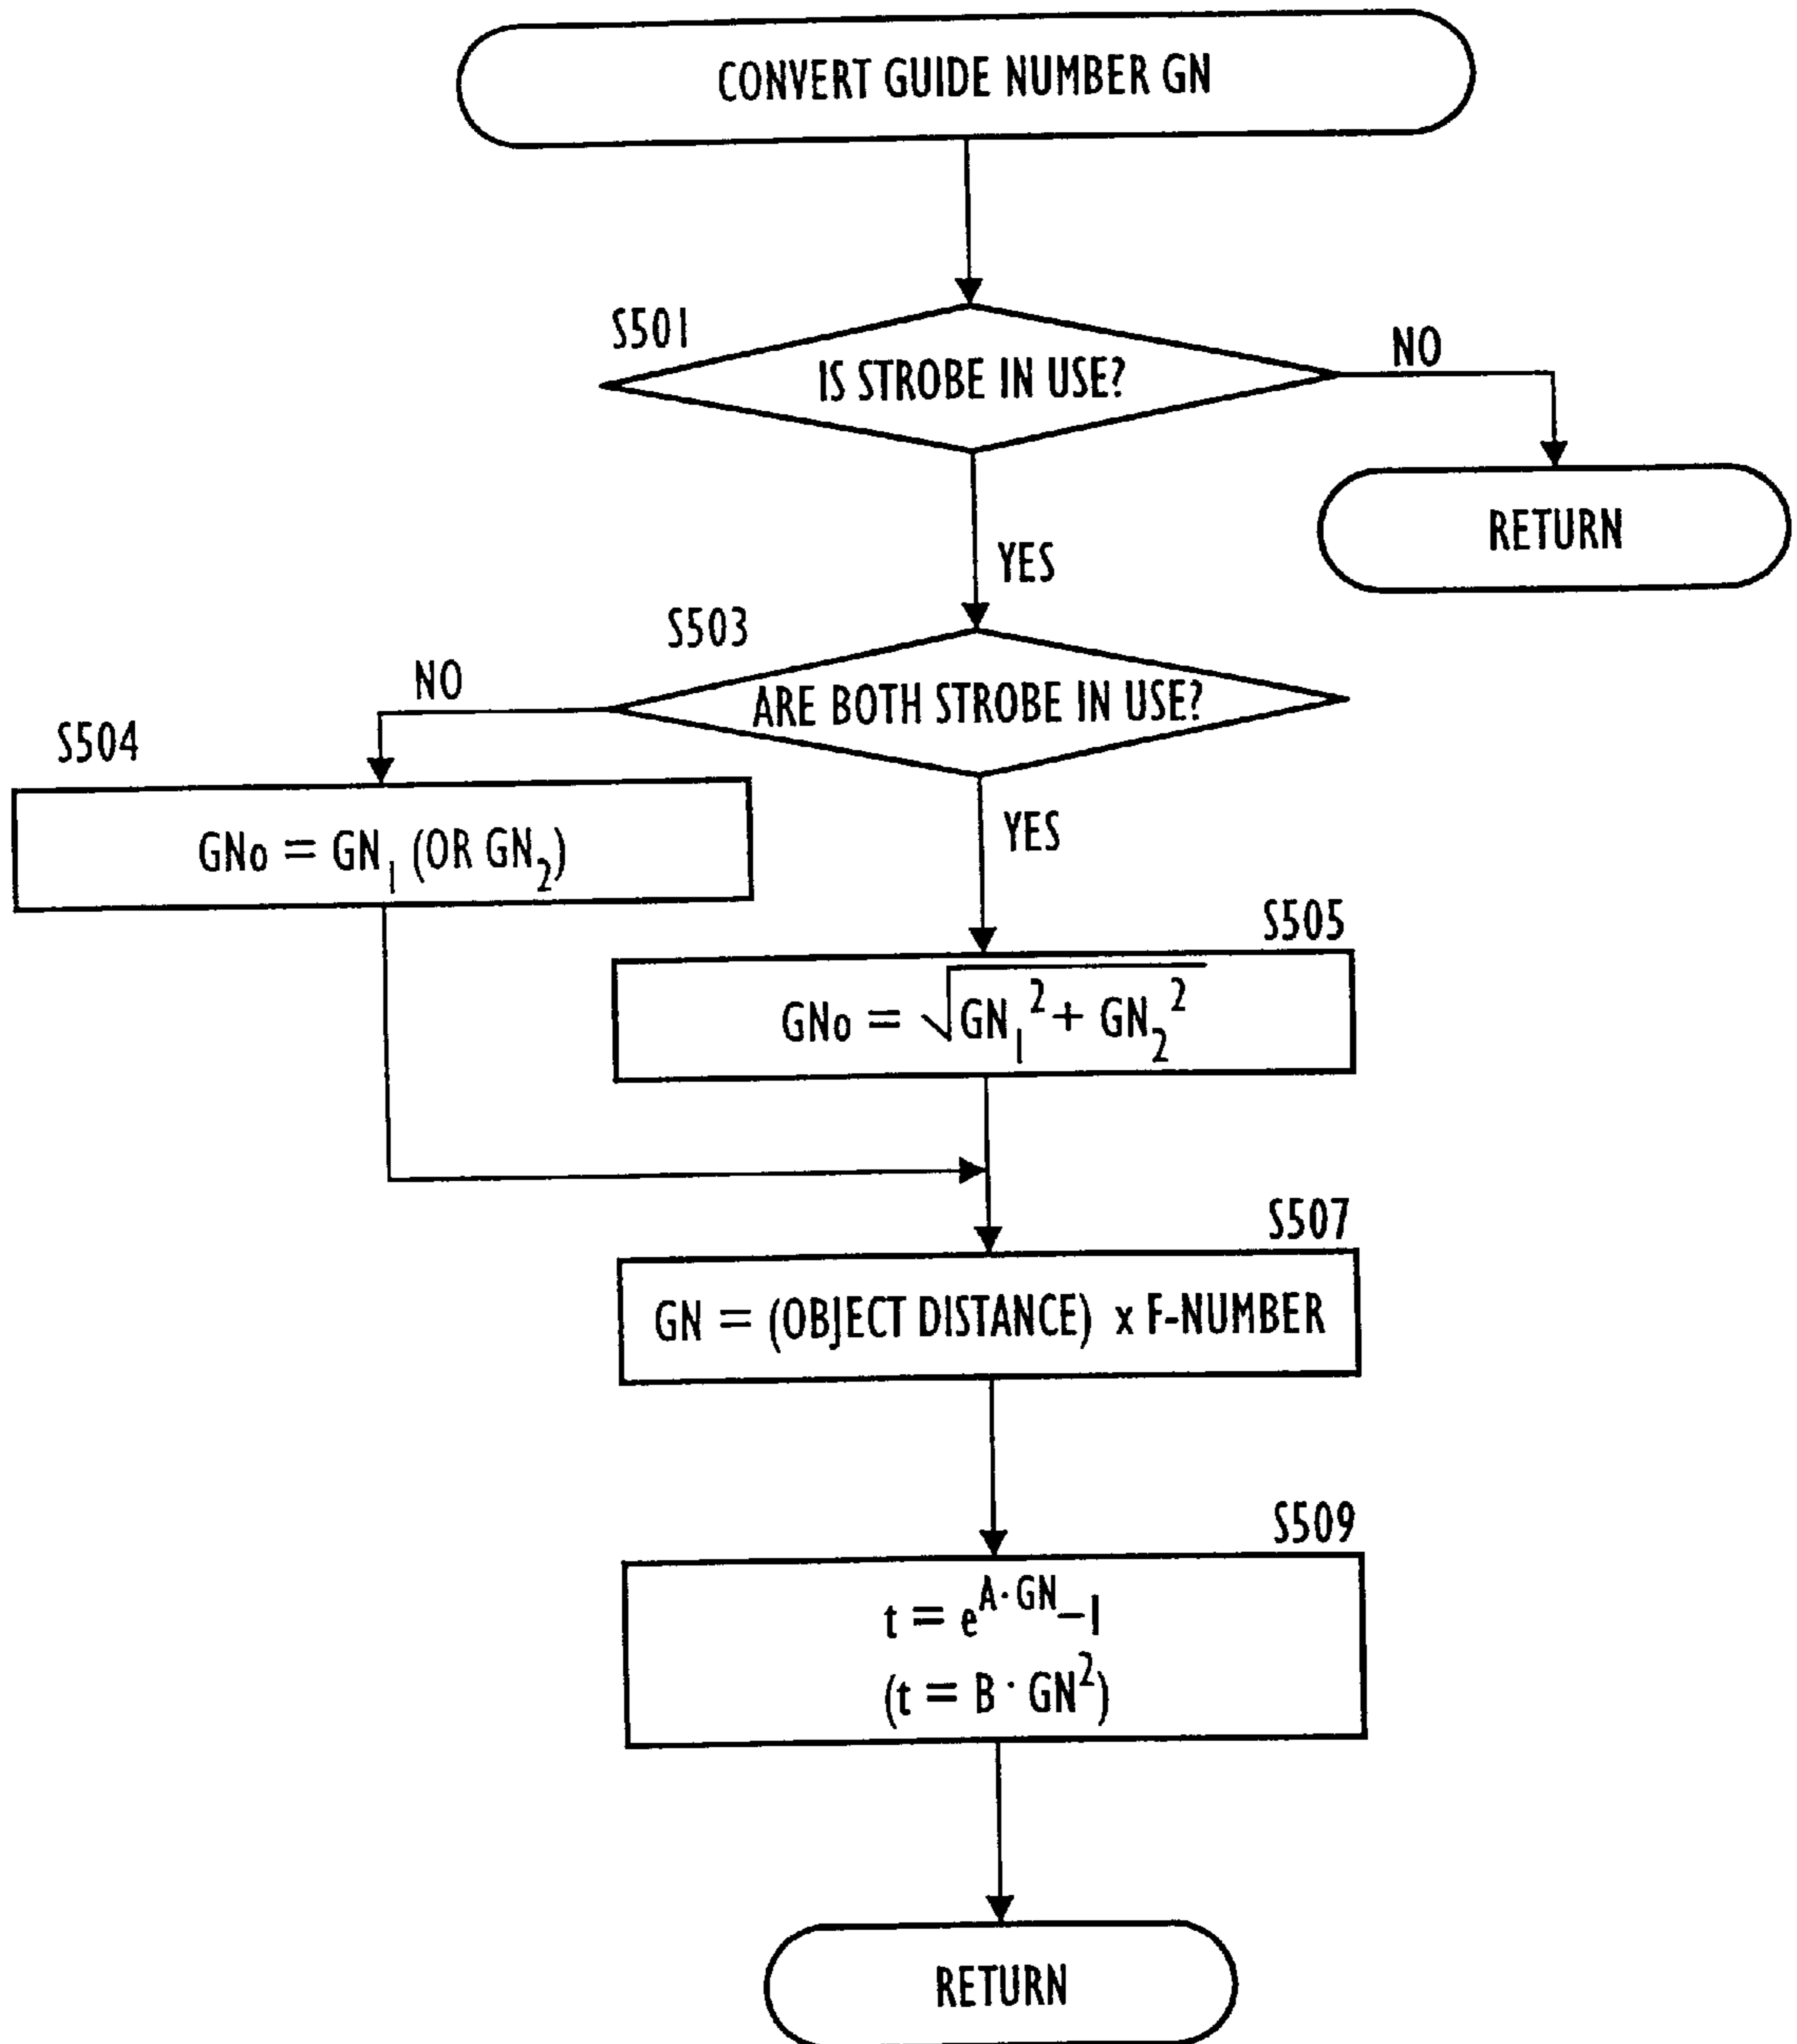 CONVERT GUIDE NUMBER GN
S501
IS STROBE IN USE?
NO
RETURN
YES
S503
ARE BOTH STROBE IN USE?
NO
S504
GNo = GN₁ (OR GN₂)
YES
S505
GNo = √GN₁² + GN₂²
S507
GN = (OBJECT DISTANCE) x F-NUMBER
S509
t = e^A·GN –1
(t = B · GN²)
RETURN